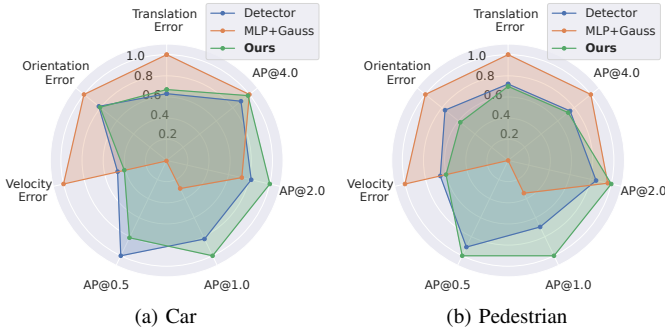 Translation
Error
Detector
MLP+Gauss
Ours
AP@4.0
AP@2.0
AP@1.0
AP@0.5
Velocity
Error
Orientation
Error
1.0
0.8
0.6
0.4
0.2
(a) Car
Translation
Error
Detector
MLP+Gauss
Ours
AP@4.0
AP@2.0
AP@1.0
AP@0.5
Velocity
Error
Orientation
Error
1.0
0.8
0.6
0.4
0.2
(b) Pedestrian